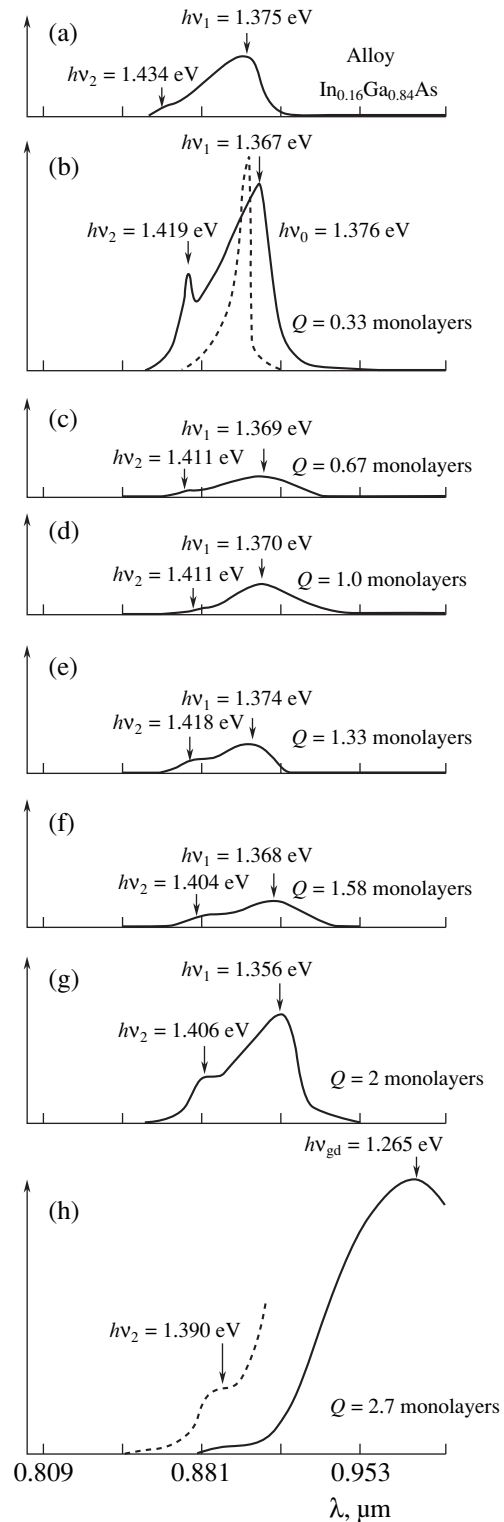 (a)
hν₁ = 1.375 eV
hν₂ = 1.434 eV
Alloy
In₀.₁₆Ga₀.₈₄As
(b)
hν₁ = 1.367 eV
hν₂ = 1.419 eV
hν₀ = 1.376 eV
Q = 0.33 monolayers
(c)
hν₁ = 1.369 eV
hν₂ = 1.411 eV
Q = 0.67 monolayers
(d)
hν₁ = 1.370 eV
hν₂ = 1.411 eV
Q = 1.0 monolayers
(e)
hν₁ = 1.374 eV
hν₂ = 1.418 eV
Q = 1.33 monolayers
(f)
hν₁ = 1.368 eV
hν₂ = 1.404 eV
Q = 1.58 monolayers
(g)
hν₁ = 1.356 eV
hν₂ = 1.406 eV
Q = 2 monolayers
hν_gd = 1.265 eV
(h)
hν₂ = 1.390 eV
Q = 2.7 monolayers
0.809 0.881 0.953
λ, μm